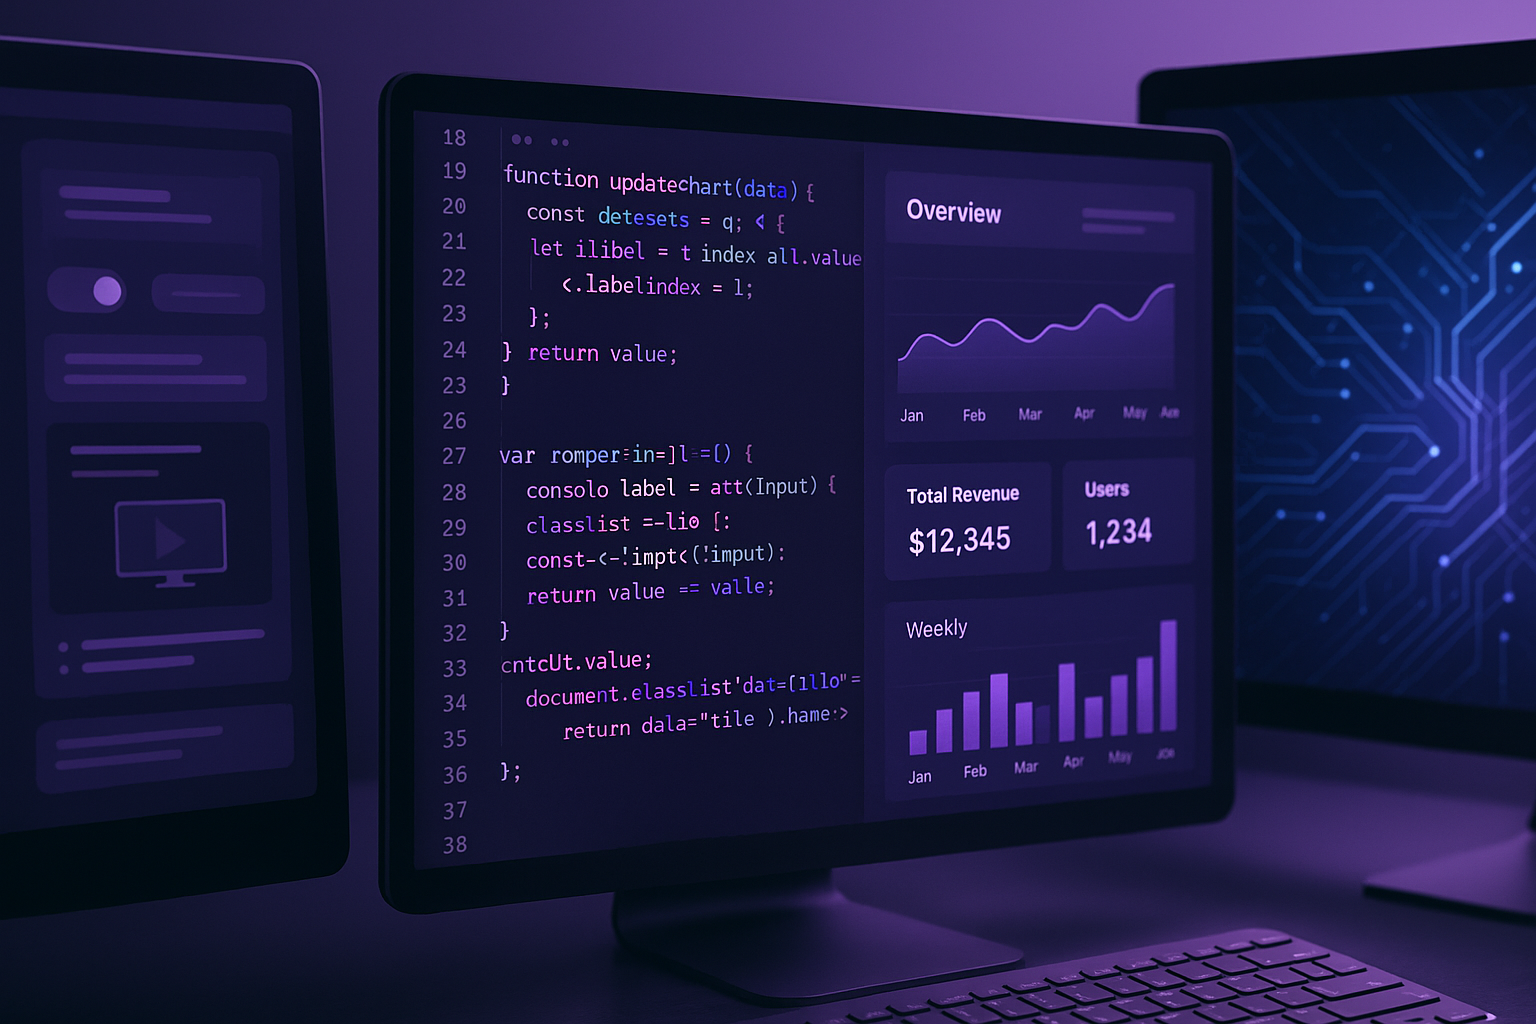 18
19 function updatechart(data) {
20 const detesets = q; {
21 let ilibel = t index all.value
22 <.labelindex = l;
23 };
24 } return value;
23 }
26
27 var romper in=]l=() {
28 consolo label = att(Input) {
29 classlist =–lio [:
30 const–<–!impt<(!imput):
31 return value == valle;
32 }
33 cntcUt.value;
34 document.elasslist'dat=[illo"=
35 return dala="tile ).hame:>
36 };
37
38
Overview
Jan Feb Mar Apr May
Total Revenue
$12,345
Users
1,234
Weekly
Jan Feb Mar Apr May